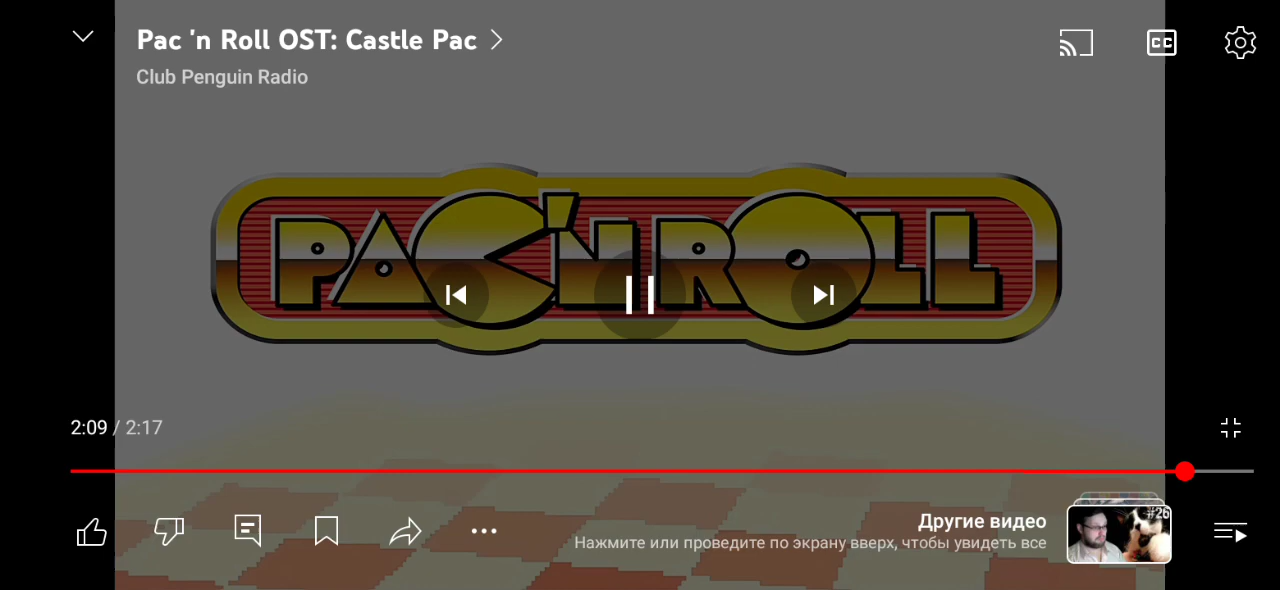 Pac 'n Roll OST: Castle Pac
Club Penguin Radio
CC
PAC'N ROLL
2:09 / 2:17
#26
Другие видео
Нажмите или проведите по экрану вверх, чтобы увидеть все